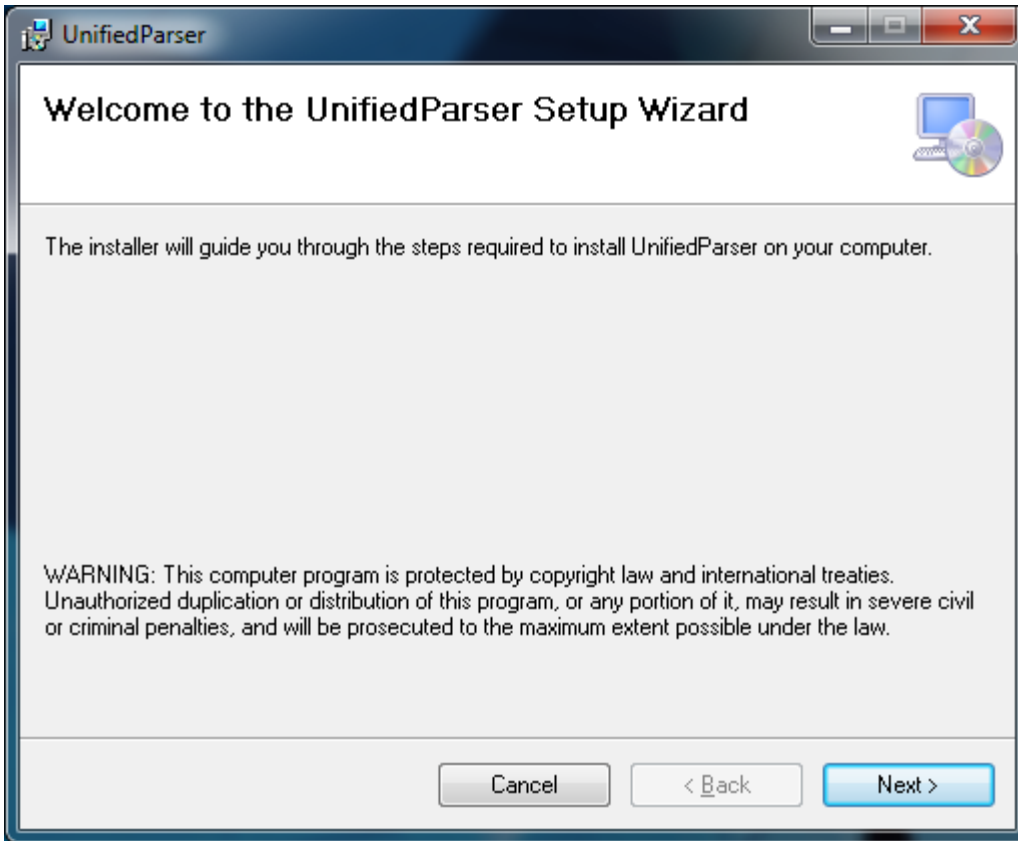 UnifiedParser
Welcome to the UnifiedParser Setup Wizard
The installer will guide you through the steps required to install UnifiedParser on your computer.
WARNING: This computer program is protected by copyright law and international treaties.
Unauthorized duplication or distribution of this program, or any portion of it, may result in severe civil
or criminal penalties, and will be prosecuted to the maximum extent possible under the law.
Cancel
< Back
Next >